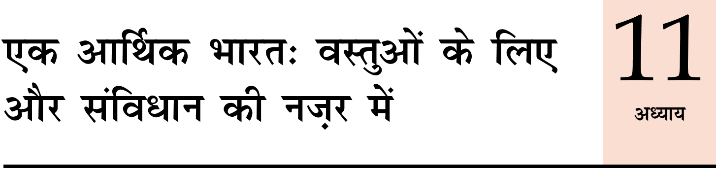 एक आर्थिक भारतः वस्तुओं के लिए
और संविधान की नज़र में
11
अध्याय